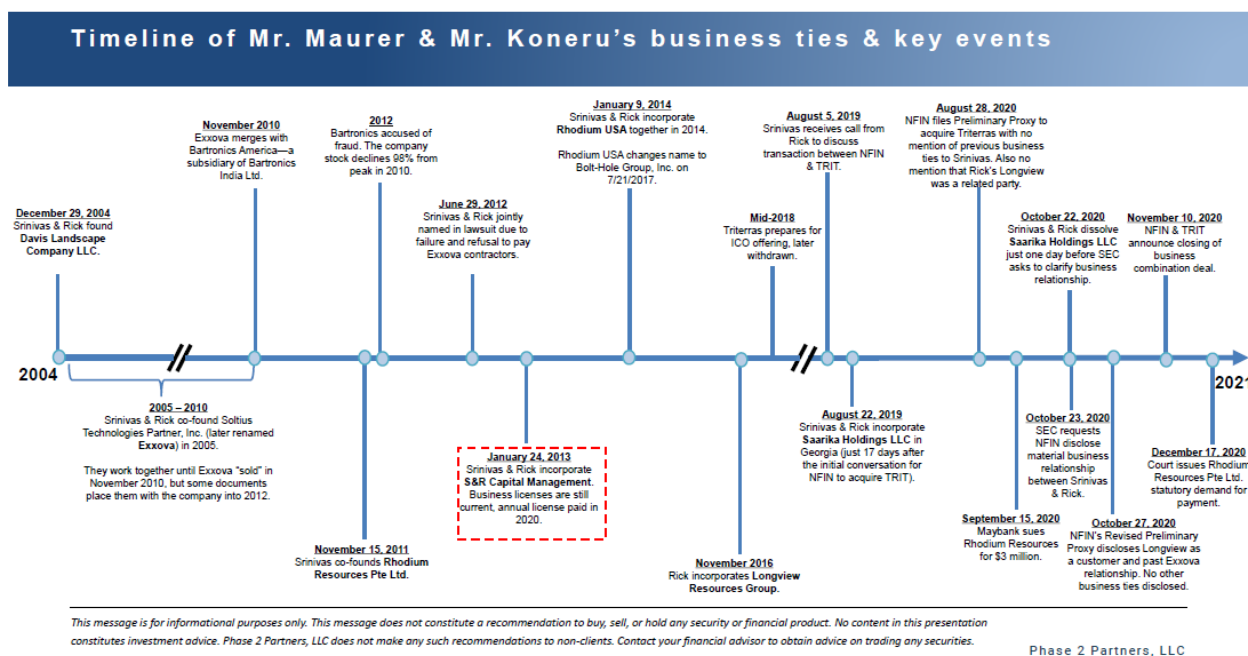 Timeline of Mr. Maurer & Mr. Koneru's business ties & key events
December 29, 2004
Srinivas & Rick found
Davis Landscape
Company LLC.
November 2010
Exxova merges with
Bartronics America—a
subsidiary of Bartronics
India Ltd.
2012
Bartronics accused of
fraud. The company
stock declines 98% from
peak in 2010.
June 29, 2012
Srinivas & Rick jointly
named in lawsuit due to
failure and refusal to pay
Exxova contractors.
January 9, 2014
Srinivas & Rick incorporate
Rhodium USA together in 2014.
Rhodium USA changes name to
Bolt-Hole Group, Inc. on
7/21/2017.
Mid-2018
Triterras prepares for
ICO offering, later
withdrawn.
August 5, 2019
Srinivas receives call from
Rick to discuss
transaction between NFIN
& TRIT.
August 28, 2020
NFIN files Preliminary Proxy to
acquire Triterras with no
mention of previous business
ties to Srinivas. Also no
mention that Rick's Longview
was a related party.
October 22, 2020
Srinivas & Rick dissolve
Saarika Holdings LLC
just one day before SEC
asks to clarify business
relationship.
November 10, 2020
NFIN & TRIT
announce closing of
business
combination deal.
2004
2021
2005 – 2010
Srinivas & Rick co-found Soltius
Technologies Partner, Inc. (later renamed
Exxova) in 2005.
They work together until Exxova "sold" in
November 2010, but some documents
place them with the company into 2012.
November 15, 2011
Srinivas co-founds Rhodium
Resources Pte Ltd.
January 24, 2013
Srinivas & Rick incorporate
S&R Capital Management.
Business licenses are still
current, annual license paid in
2020.
November 2016
Rick incorporates Longview
Resources Group.
August 22, 2019
Srinivas & Rick incorporate
Saarika Holdings LLC in
Georgia (just 17 days after
the initial conversation for
NFIN to acquire TRIT).
September 15, 2020
Maybank sues
Rhodium Resources
for $3 million.
October 23, 2020
SEC requests
NFIN disclose
material business
relationship
between Srinivas
& Rick.
October 27, 2020
NFIN's Revised Preliminary
Proxy discloses Longview as
a customer and past Exxova
relationship. No other
business ties disclosed.
December 17, 2020
Court issues Rhodium
Resources Pte Ltd.
statutory demand for
payment.
This message is for informational purposes only. This message does not constitute a recommendation to buy, sell, or hold any security or financial product. No content in this presentation
constitutes investment advice. Phase 2 Partners, LLC does not make any such recommendations to non-clients. Contact your financial advisor to obtain advice on trading any securities.
Phase 2 Partners, LLC